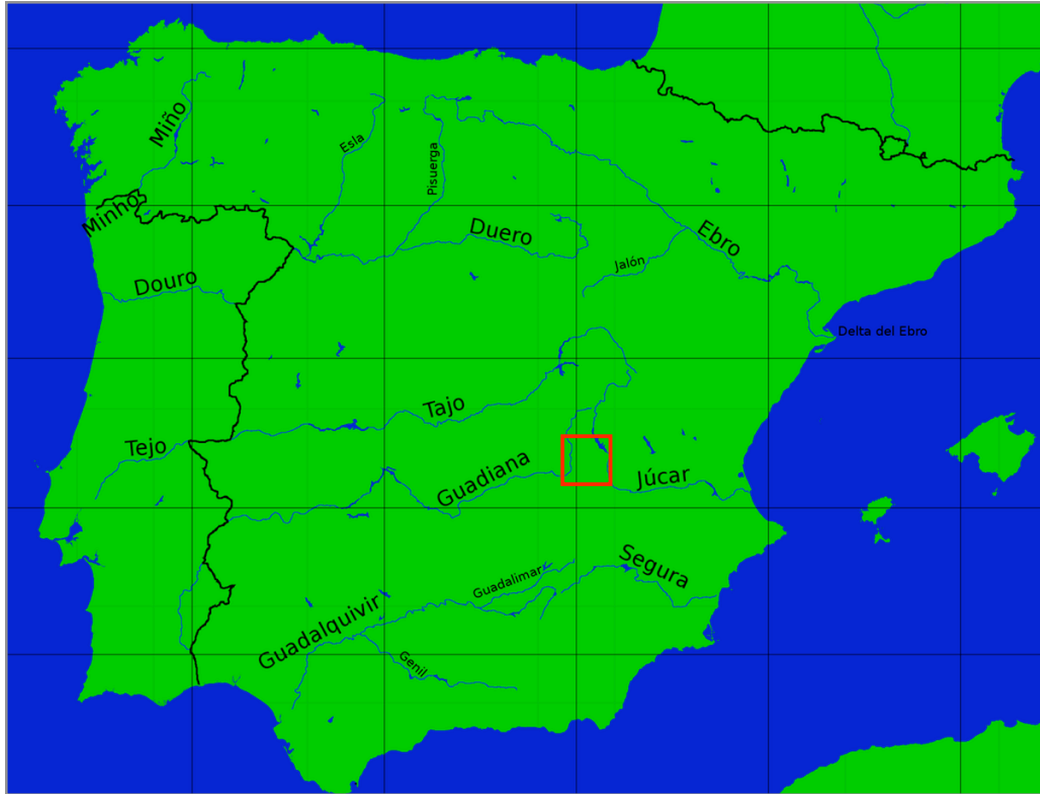 Miño
Esla
Pisuerga
Minho
Duero
Ebro
Jalón
Douro
Delta del Ebro
Tajo
Tejo
Guadiana
Júcar
Segura
Guadalimar
Guadalquivir
Genil